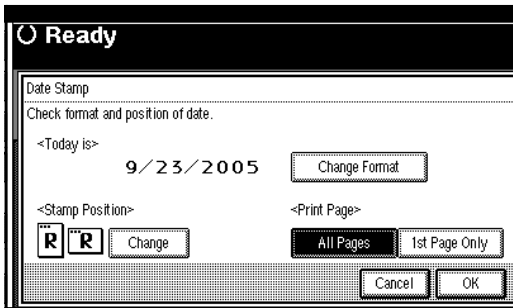 Ready
Date Stamp
Check format and position of date.
<Today is>
9/23/2005 Change Format
<Stamp Position> <Print Page>
R R Change All Pages 1st Page Only
Cancel OK